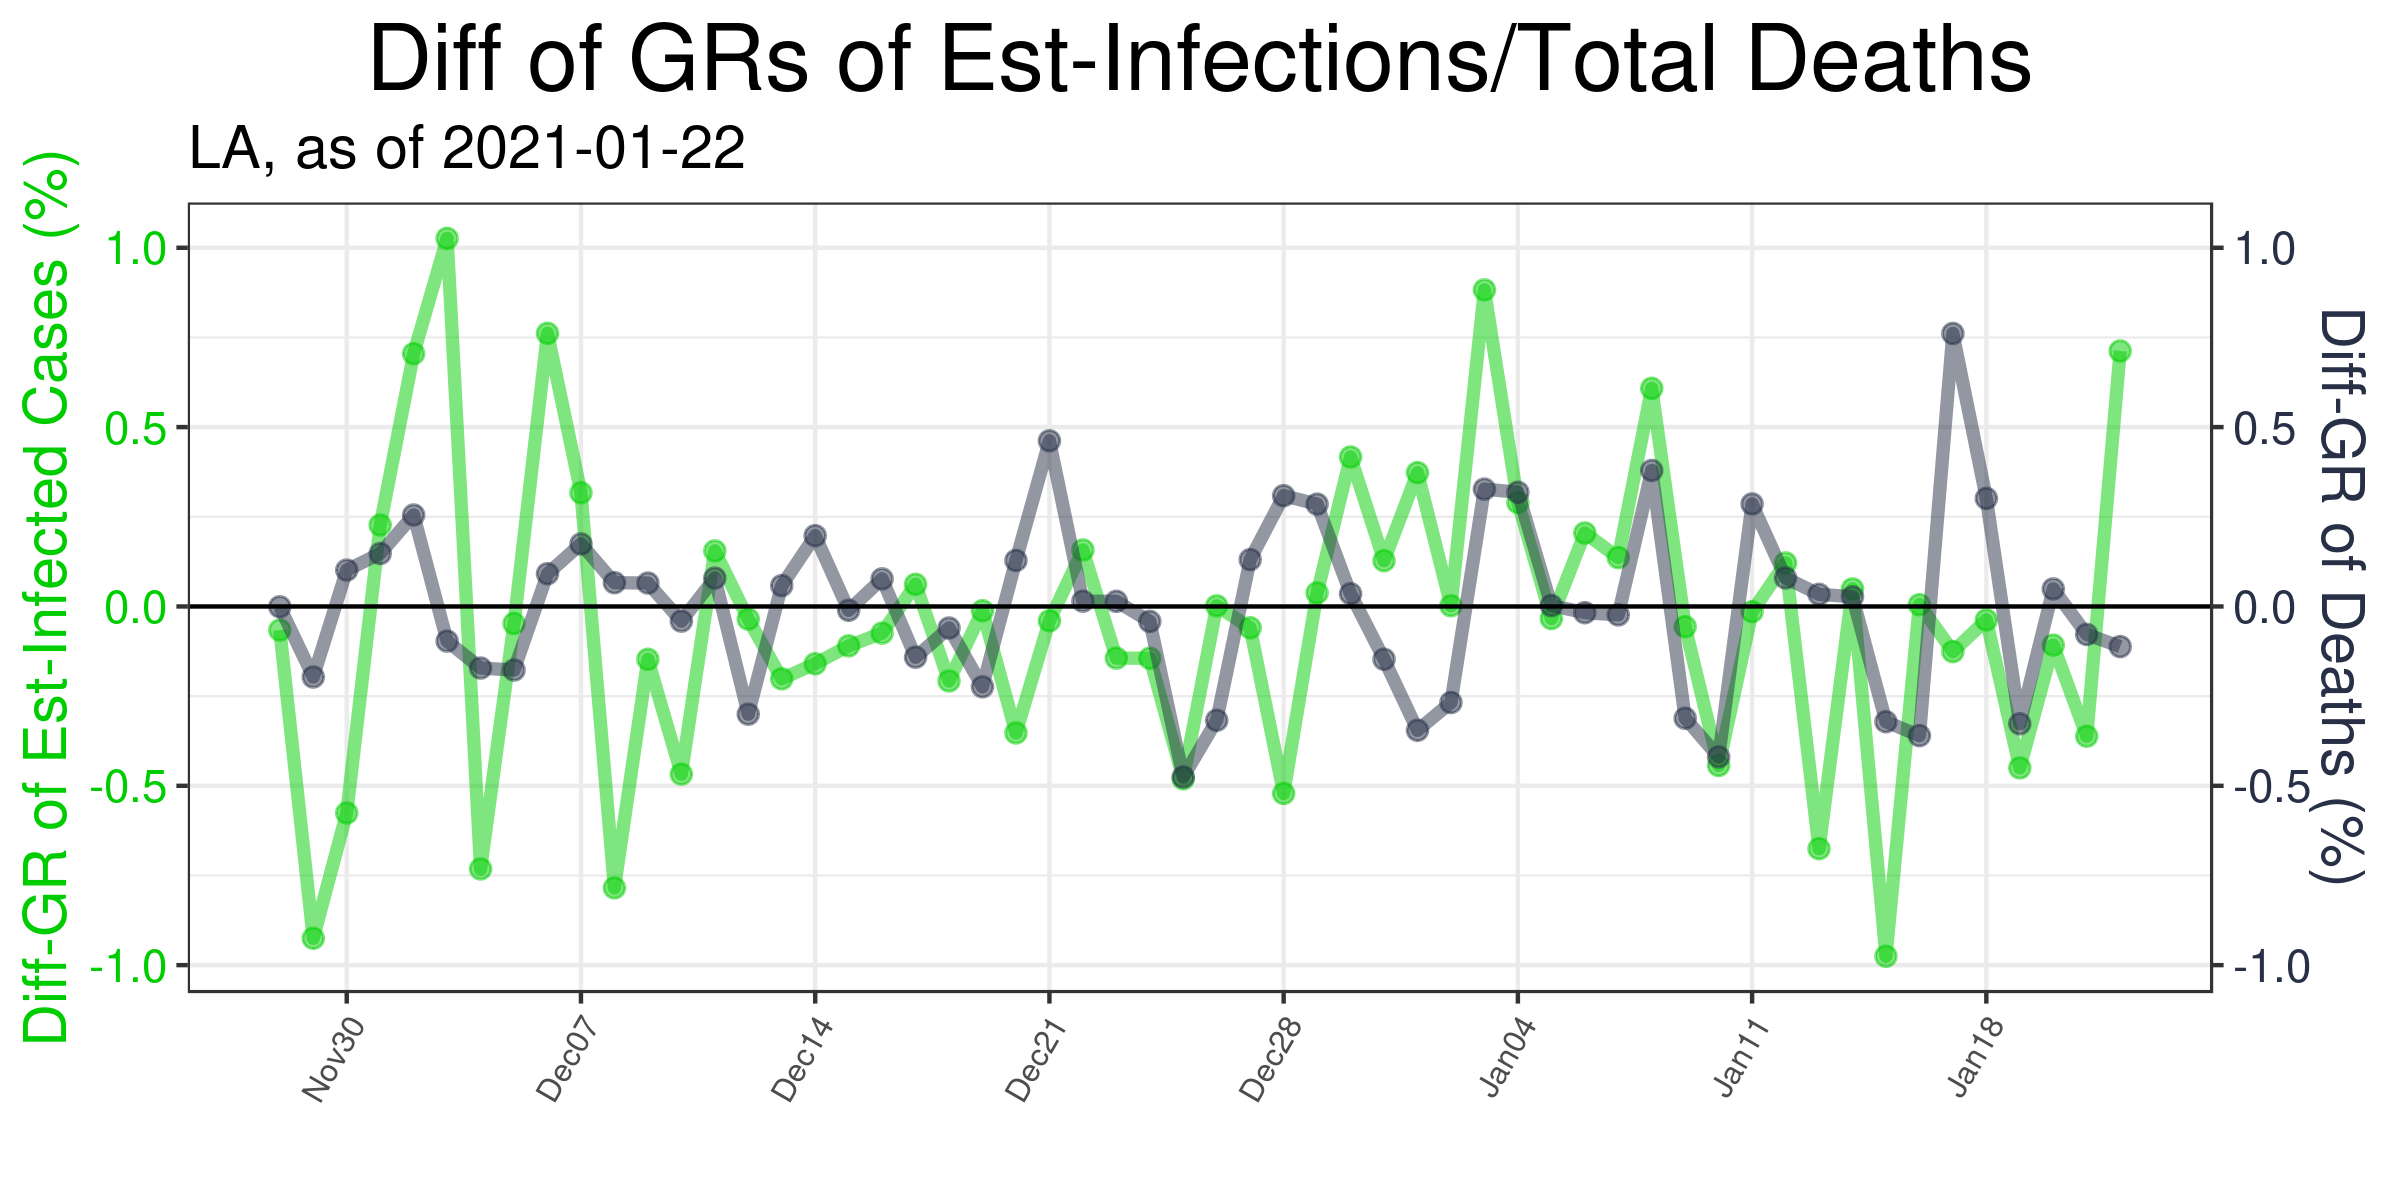 Diff of GRs of Est-Infections/Total Deaths
LA, as of 2021-01-22
Diff-GR of Est-Infected Cases (%)
1.0
0.5
0.0
-0.5
-1.0
1.0
0.5
0.0
-0.5
-1.0
Diff-GR of Deaths (%)
Nov30
Dec07
Dec14
Dec21
Dec28
Jan04
Jan11
Jan18